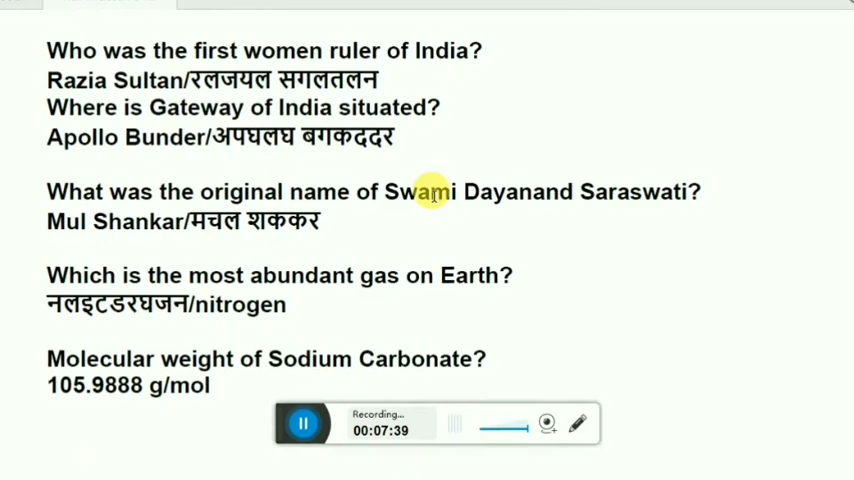 Who was the first women ruler of India?
Razia Sultan/रलजयल सगलतलन
Where is Gateway of India situated?
Apollo Bunder/अपघलघ बगकददर
What was the original name of Swami Dayanand Saraswati?
Mul Shankar/मचल शककर
Which is the most abundant gas on Earth?
नलइटडरघजन/nitrogen
Molecular weight of Sodium Carbonate?
105.9888 g/mol
Recording...
00:07:39